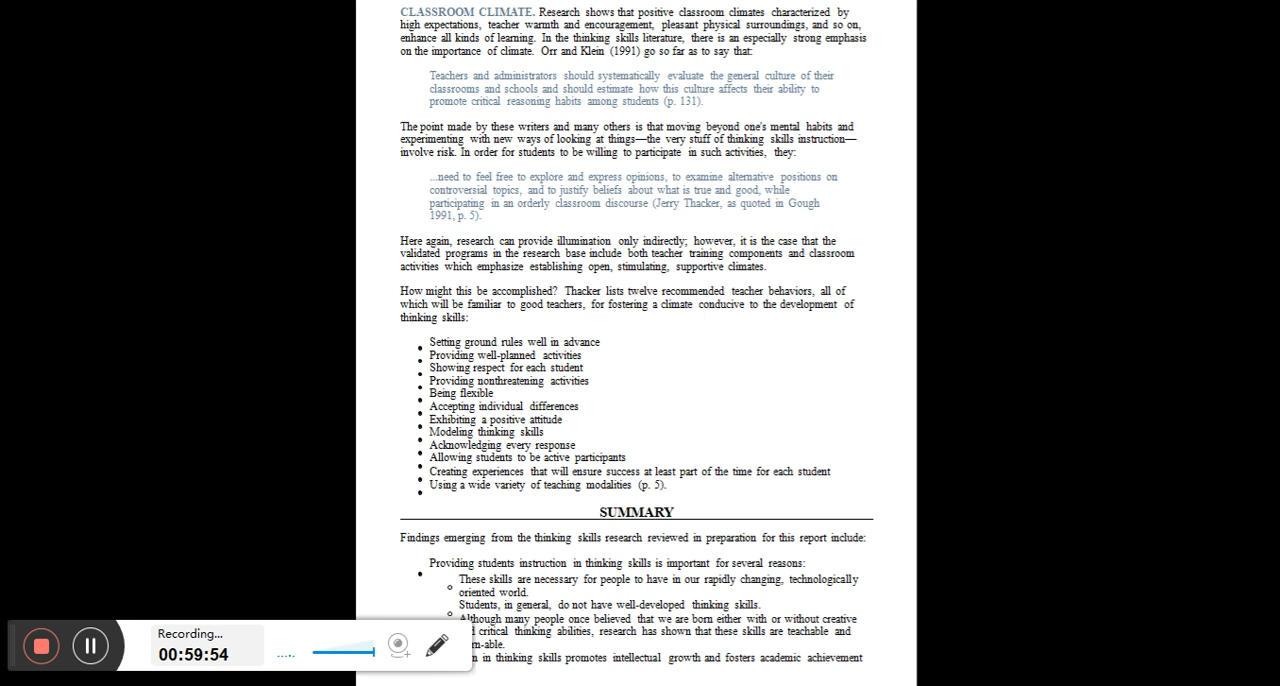 CLASSROOM CLIMATE. Research shows that positive classroom climates characterized by
high expectations, teacher warmth and encouragement, pleasant physical surroundings, and so on,
enhance all kinds of learning. In the thinking skills literature, there is an especially strong emphasis
on the importance of climate. Orr and Klein (1991) go so far as to say that:
Teachers and administrators should systematically evaluate the general culture of their
classrooms and schools and should estimate how this culture affects their ability to
promote critical reasoning habits among students (p. 131).
The point made by these writers and many others is that moving beyond one's mental habits and
experimenting with new ways of looking at things—the very stuff of thinking skills instruction—
involve risk. In order for students to be willing to participate in such activities, they:
...need to feel free to explore and express opinions, to examine alternative positions on
controversial topics, and to justify beliefs about what is true and good, while
participating in an orderly classroom discourse (Jerry Thacker, as quoted in Gough
1991, p. 5).
Here again, research can provide illumination only indirectly; however, it is the case that the
validated programs in the research base include both teacher training components and classroom
activities which emphasize establishing open, stimulating, supportive climates.
How might this be accomplished? Thacker lists twelve recommended teacher behaviors, all of
which will be familiar to good teachers, for fostering a climate conducive to the development of
thinking skills:
Setting ground rules well in advance
Providing well-planned activities
Showing respect for each student
Providing nonthreatening activities
Being flexible
Accepting individual differences
Exhibiting a positive attitude
Modeling thinking skills
Acknowledging every response
Allowing students to be active participants
Creating experiences that will ensure success at least part of the time for each student
Using a wide variety of teaching modalities (p. 5).
SUMMARY
Findings emerging from the thinking skills research reviewed in preparation for this report include:
Providing students instruction in thinking skills is important for several reasons:
These skills are necessary for people to have in our rapidly changing, technologically
oriented world.
Students, in general, do not have well-developed thinking skills.
Although many people once believed that we are born either with or without creative
critical thinking abilities, research has shown that these skills are teachable and
in thinking skills promotes intellectual growth and fosters academic achievement
Recording...
00:59:54